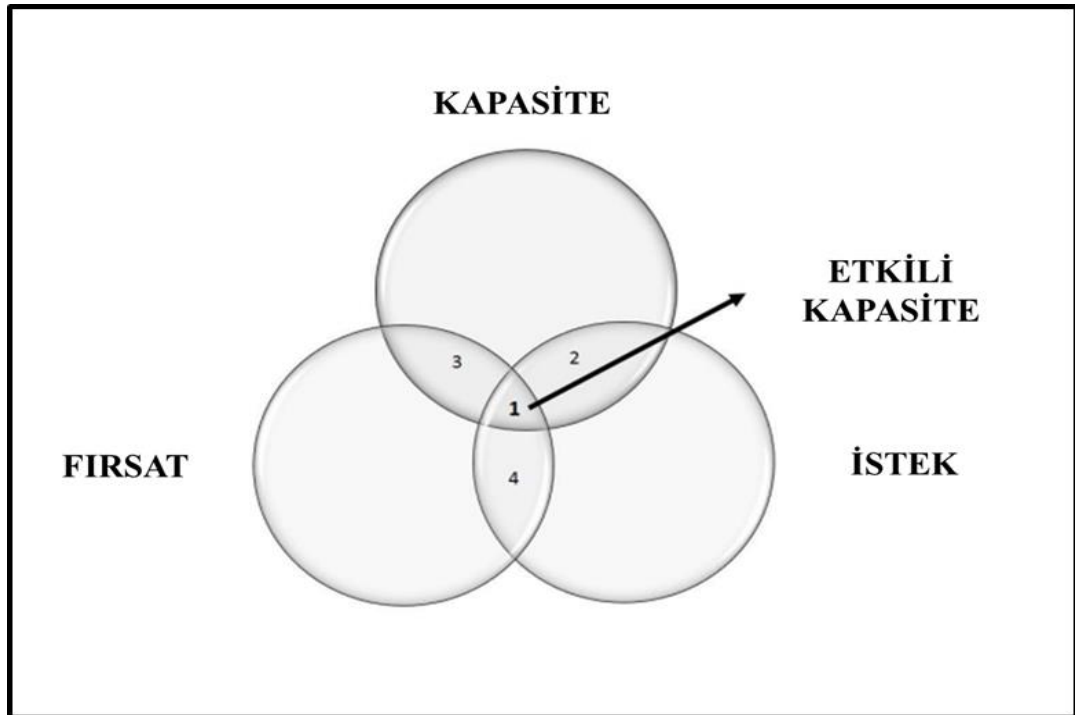 KAPASİTE
ETKİLİ
KAPASİTE
3
2
1
FIRSAT
4
İSTEK